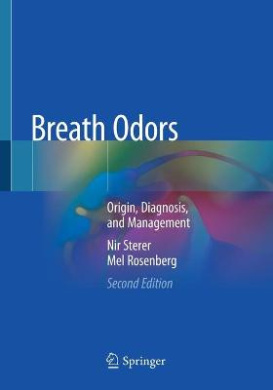 Breath Odors
Origin, Diagnosis,
and Management
Nir Sterer
Mel Rosenberg
Second Edition
Springer